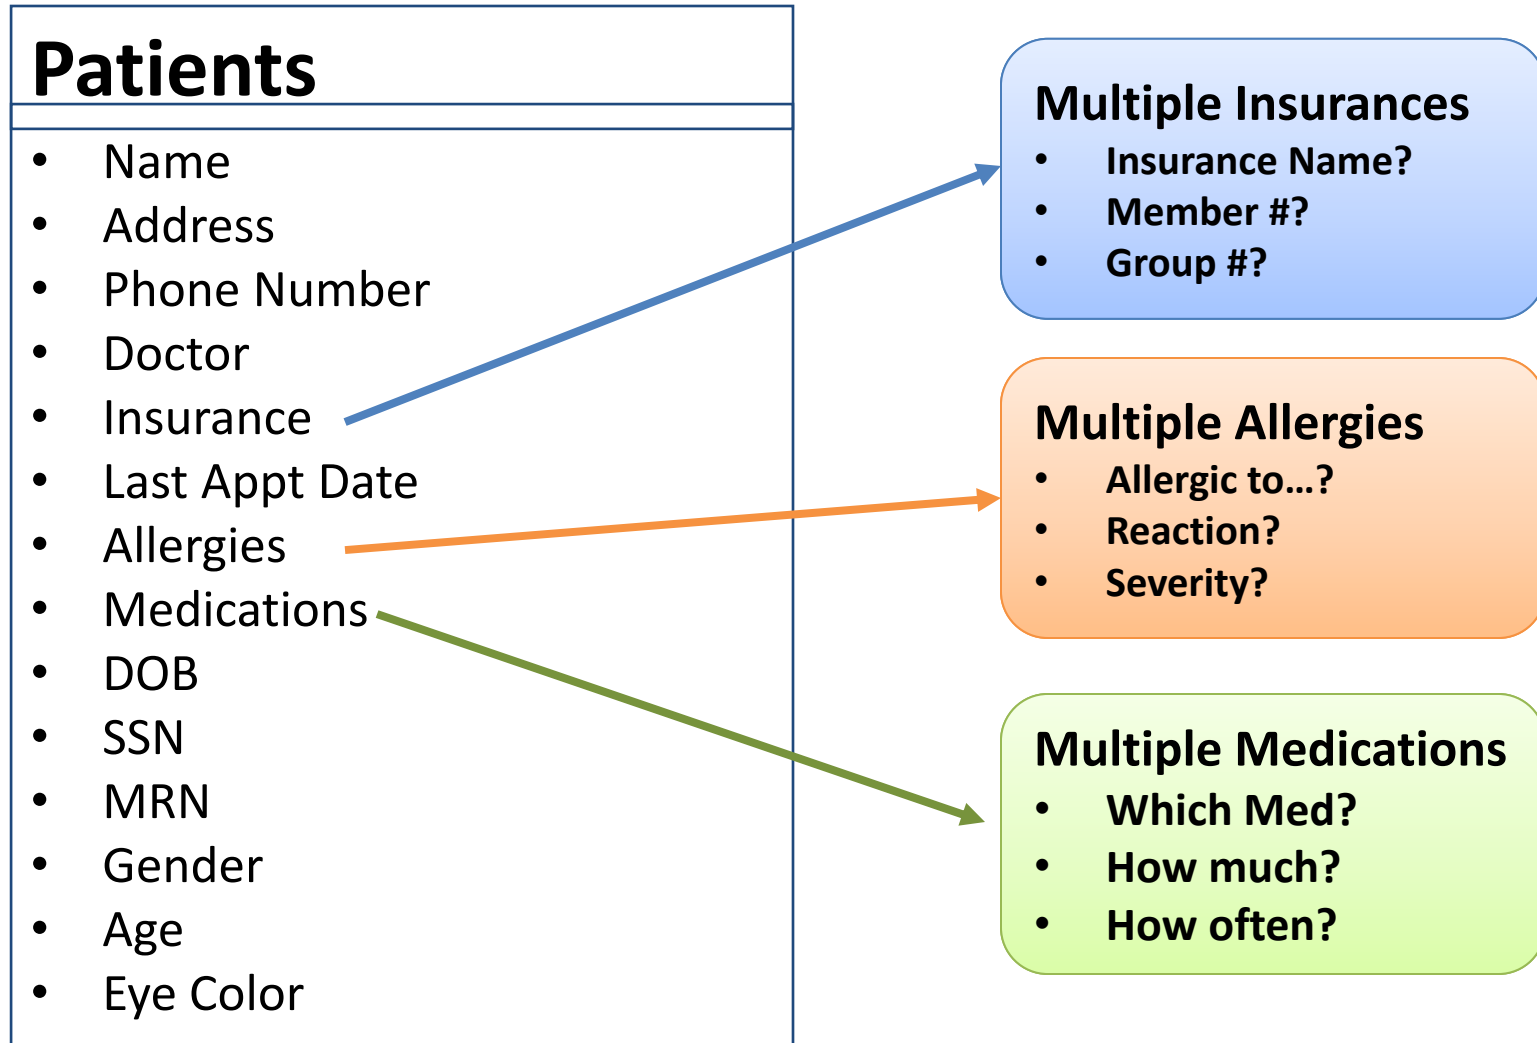 Patients
• Name
• Address
• Phone Number
• Doctor
• Insurance
• Last Appt Date
• Allergies
• Medications
• DOB
• SSN
• MRN
• Gender
• Age
• Eye Color
Multiple Insurances
• Insurance Name?
• Member #?
• Group #?
Multiple Allergies
• Allergic to…?
• Reaction?
• Severity?
Multiple Medications
• Which Med?
• How much?
• How often?